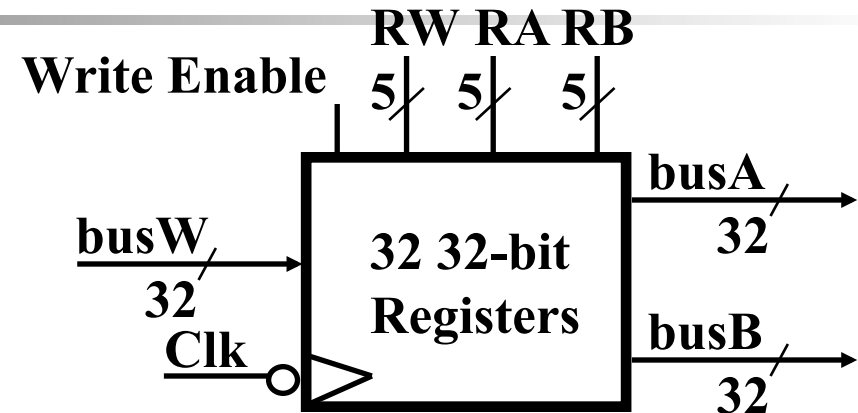 RW RA RB
Write Enable
5 5 5
busA
32
busW
32
32 32-bit
Registers
Clk
busB
32